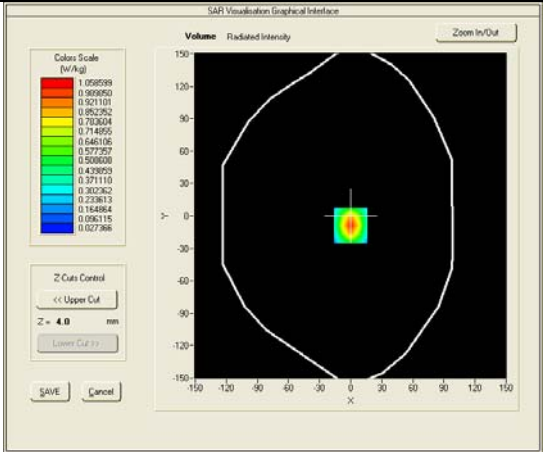 SAR Visualisation Graphical Interface
Volume Radiated Intensity
Zoom In/Out
Colors Scale
(W/kg)
1.058599
0.989850
0.921101
0.852352
0.783604
0.714855
0.646106
0.577357
0.508608
0.439859
0.371110
0.302362
0.233613
0.164864
0.096115
0.027366
Z-Cuts Control
<< Upper Cut
Z = 4.0 mm
Lower Cut >>
SAVE
Cancel
150
120
90
60
30
0
-30
-60
-90
-120
-150
Y
-150 -120 -90 -60 -30 0 30 60 90 120 150
X